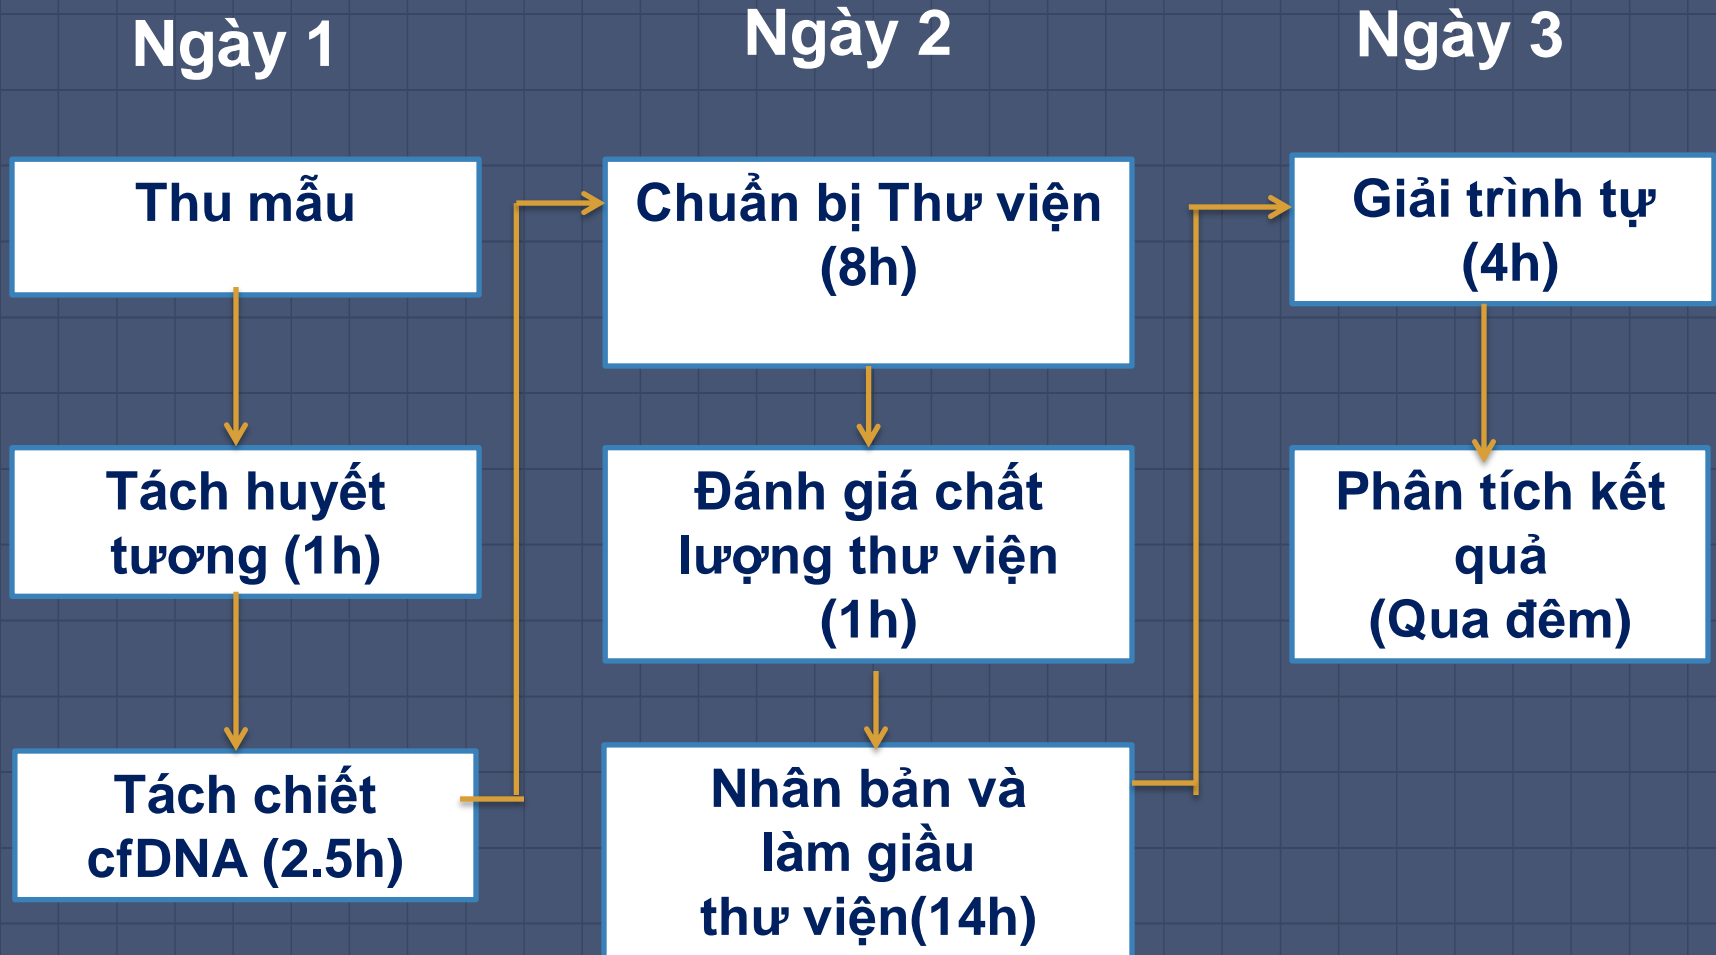 Ngày 1
Thu mẫu
Tách huyết
tương (1h)
Tách chiết
cfDNA (2.5h)
Ngày 2
Chuẩn bị Thư viện
(8h)
Đánh giá chất
lượng thư viện
(1h)
Nhân bản và
làm giầu
thư viện(14h)
Ngày 3
Giải trình tự
(4h)
Phân tích kết
quả
(Qua đêm)